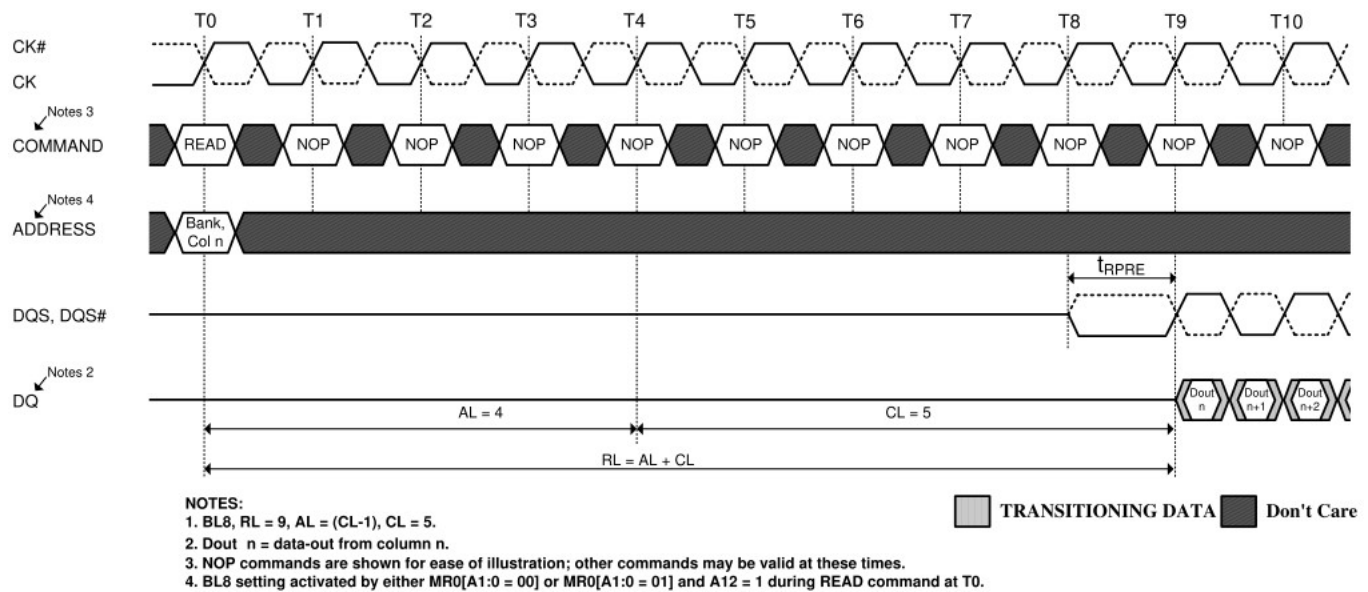 T0 T1 T2 T3 T4 T5 T6 T7 T8 T9 T10
CK#
CK
Notes 3
COMMAND
READ NOP NOP NOP NOP NOP NOP NOP NOP NOP NOP
Notes 4
ADDRESS
Bank,
Col n
tRPRE
DQS, DQS#
Notes 2
DQ
Dout
n
Dout
n+1
Dout
n+2
AL = 4
CL = 5
RL = AL + CL
NOTES:
1. BL8, RL = 9, AL = (CL-1), CL = 5.
2. Dout n = data-out from column n.
3. NOP commands are shown for ease of illustration; other commands may be valid at these times.
4. BL8 setting activated by either MR0[A1:0 = 00] or MR0[A1:0 = 01] and A12 = 1 during READ command at T0.
TRANSITIONING DATA
Don't Care